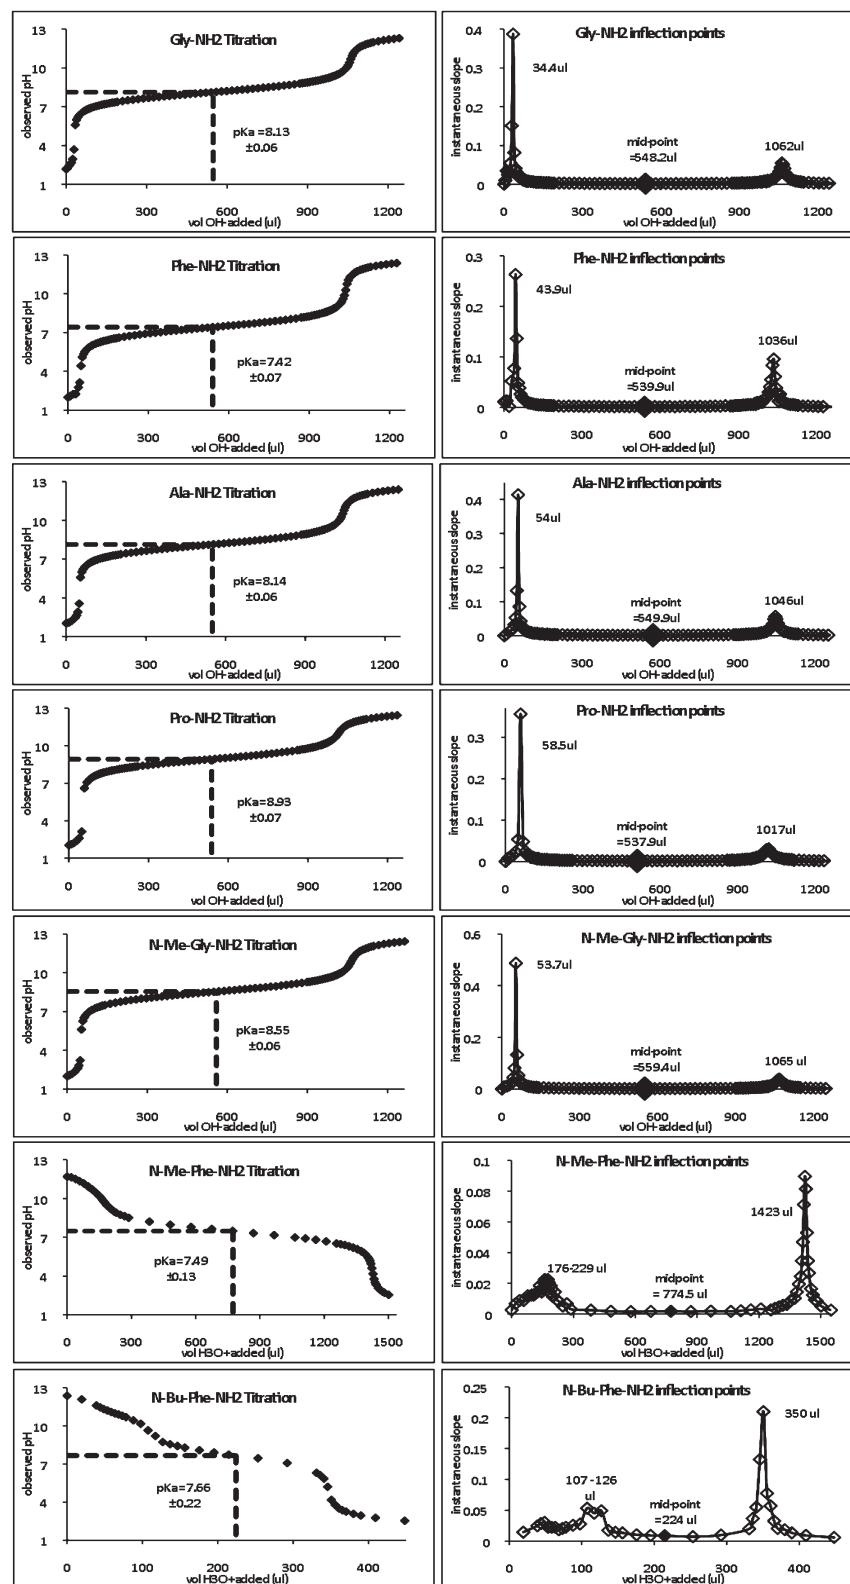 Gly-NH2 Titration
observed pH
13
10
7
4
1
pKa =8.13
±0.06
0
300
600
900
1200
vol OH- added (ul)
Gly-NH2 inflection points
instantaneous slope
0.4
0.3
0.2
0.1
0
34.4ul
mid-point
=548.2ul
1062ul
0
300
600
900
1200
vol OH- added (ul)
Phe-NH2 Titration
observed pH
13
10
7
4
1
pKa=7.42
±0.07
0
300
600
900
1200
vol OH- added (ul)
Phe-NH2 inflection points
instantaneous slope
0.3
0.2
0.1
0
43.9ul
mid-point
=539.9ul
1036ul
0
300
600
900
1200
vol OH- added (ul)
Ala-NH2 Titration
observed pH
13
10
7
4
1
pKa=8.14
±0.06
0
300
600
900
1200
vol OH- added (ul)
Ala-NH2 inflection points
instantaneous slope
0.4
0.3
0.2
0.1
0
54ul
mid-point
=549.9ul
1046ul
0
300
600
900
1200
vol OH- added (ul)
Pro-NH2 Titration
observed pH
13
10
7
4
1
pKa=8.93
±0.07
0
300
600
900
1200
vol OH- added (ul)
Pro-NH2 inflection points
instantaneous slope
0.3
0.2
0.1
0
58.5ul
mid-point
=537.9ul
1017ul
0
300
600
900
1200
vol OH- added (ul)
N-Me-Gly-NH2 Titration
observed pH
13
10
7
4
1
pKa=8.55
±0.06
0
300
600
900
1200
vol OH- added (ul)
N-Me-Gly-NH2 inflection points
instantaneous slope
0.6
0.4
0.2
0
53.7ul
mid-point
=559.4ul
1065 ul
0
300
600
900
1200
vol OH- added (ul)
N-Me-Phe-NH2 Titration
observed pH
13
10
7
4
1
pKa=7.49
±0.13
0
300
600
900
1200
1500
vol H3O+ added (ul)
N-Me-Phe-NH2 inflection points
instantaneous slope
0.1
0.08
0.06
0.04
0.02
0
176-229 ul
midpoint
= 774.5 ul
1423 ul
0
300
600
900
1200
1500
vol H3O+ added (ul)
N-Bu-Phe-NH2 Titration
observed pH
13
10
7
4
1
pKa=7.66
±0.22
0
100
200
300
400
vol H3O+ added (ul)
N-Bu-Phe-NH2 inflection points
instantaneous slope
0.25
0.2
0.15
0.1
0.05
0
107 -126
ul
mid-point
=224 ul
350 ul
0
100
200
300
400
vol H3O+ added (ul)